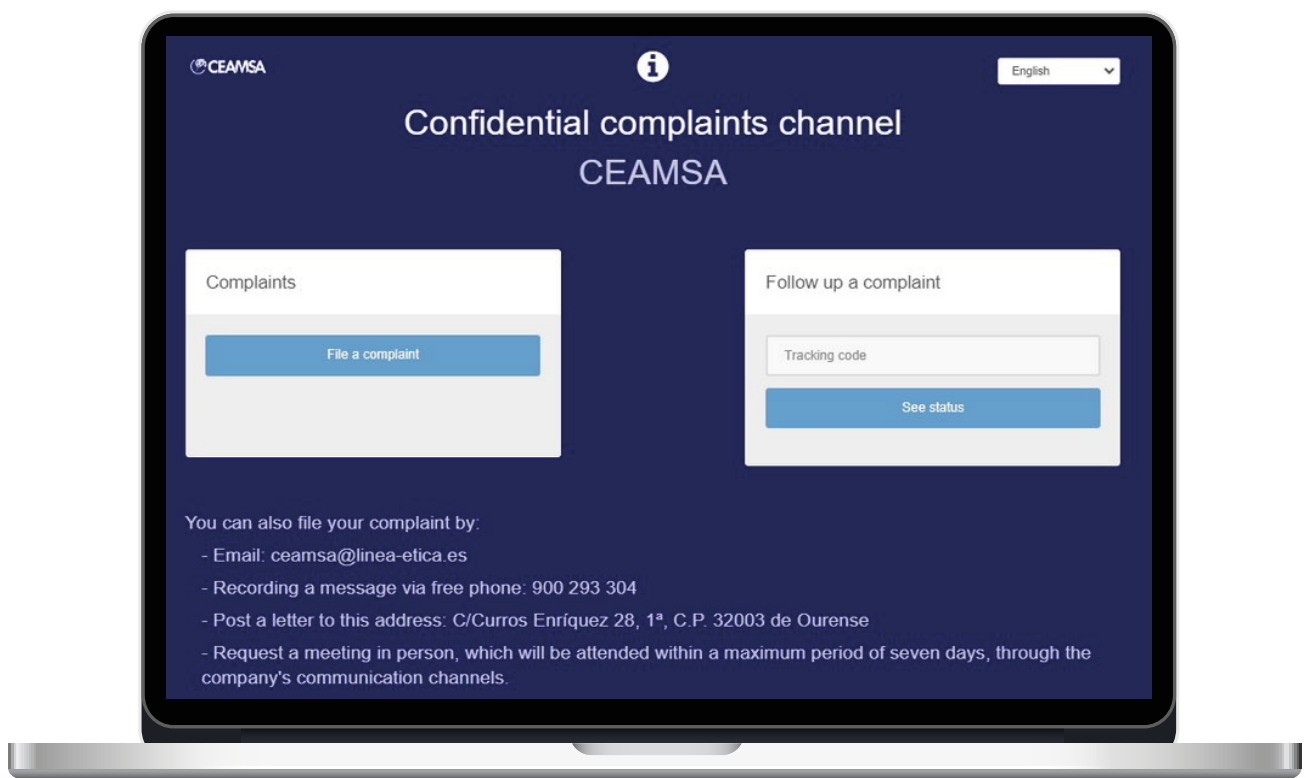 CEAMSA
English
Confidential complaints channel
CEAMSA
Complaints
File a complaint
Follow up a complaint
Tracking code
See status
You can also file your complaint by:
- Email: ceamsa@linea-etica.es
- Recording a message via free phone: 900 293 304
- Post a letter to this address: C/Curros Enríquez 28, 1ª, C.P. 32003 de Ourense
- Request a meeting in person, which will be attended within a maximum period of seven days, through the
company's communication channels.